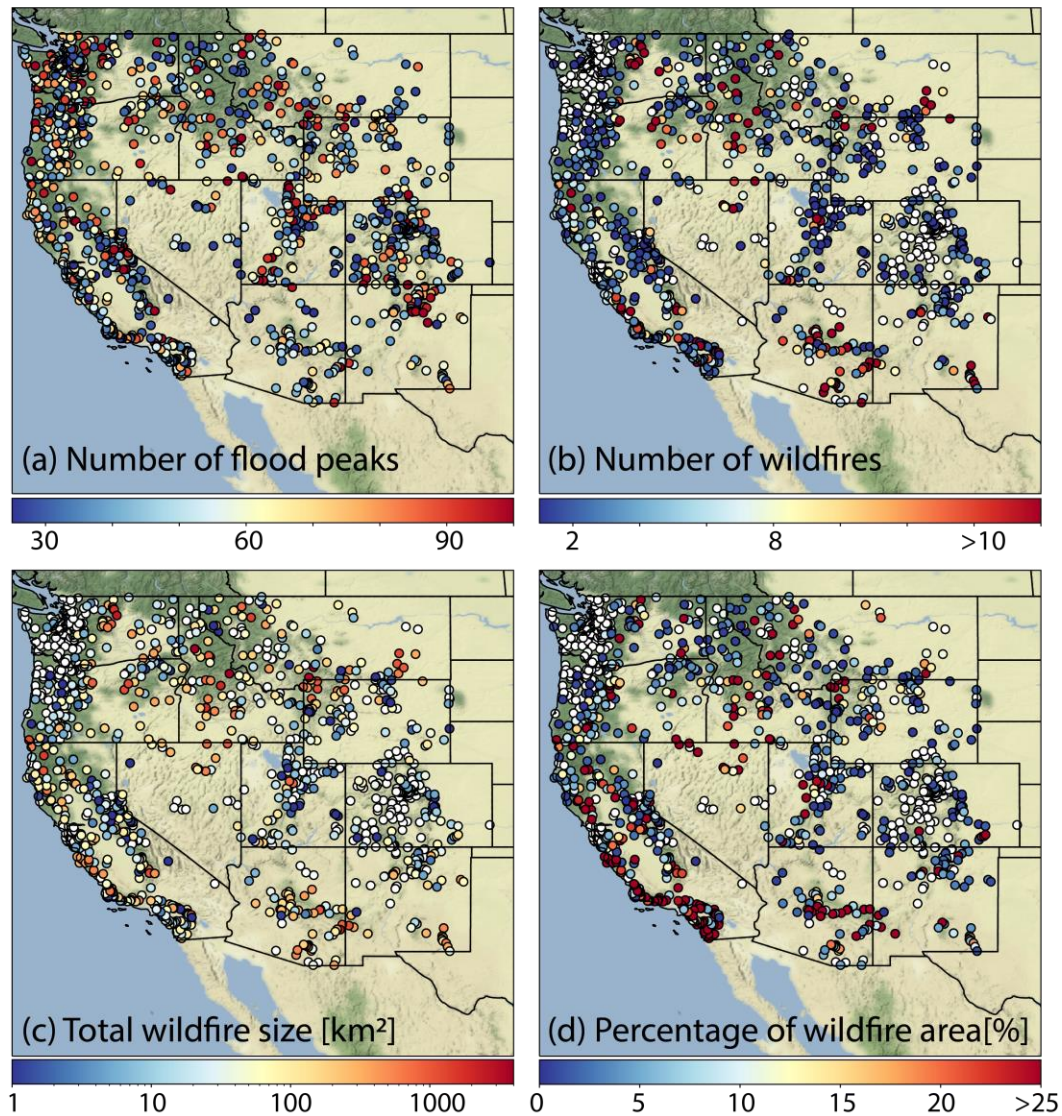 (a) Number of flood peaks
30 60 90
(b) Number of wildfires
2 8 >10
(c) Total wildfire size [km²]
1 10 100 1000
(d) Percentage of wildfire area[%]
0 5 10 15 20 >25